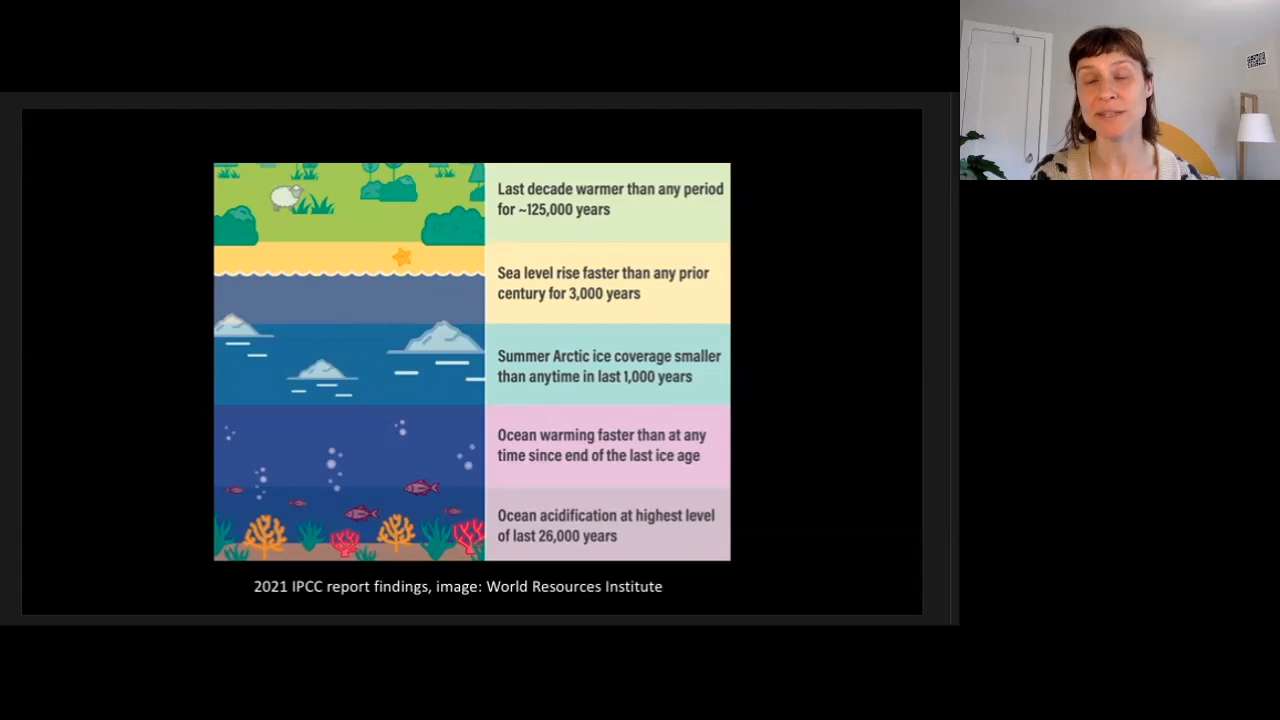 Last decade warmer than any period
for ~125,000 years
Sea level rise faster than any prior
century for 3,000 years
Summer Arctic ice coverage smaller
than anytime in last 1,000 years
Ocean warming faster than at any
time since end of the last ice age
Ocean acidification at highest level
of last 26,000 years
2021 IPCC report findings, image: World Resources Institute